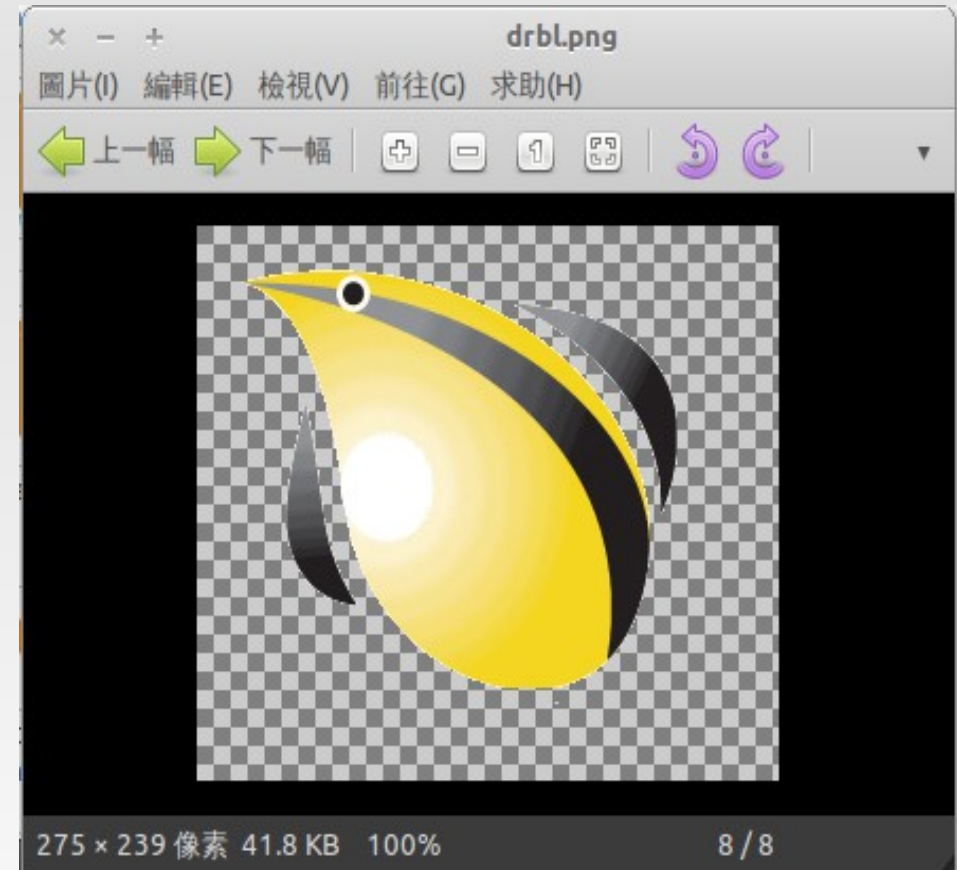 drbl.png
圖片(I) 編輯(E) 檢視(V) 前往(G) 求助(H)
上一幅 下一幅 1
275 × 239 像素 41.8 KB 100% 8 / 8